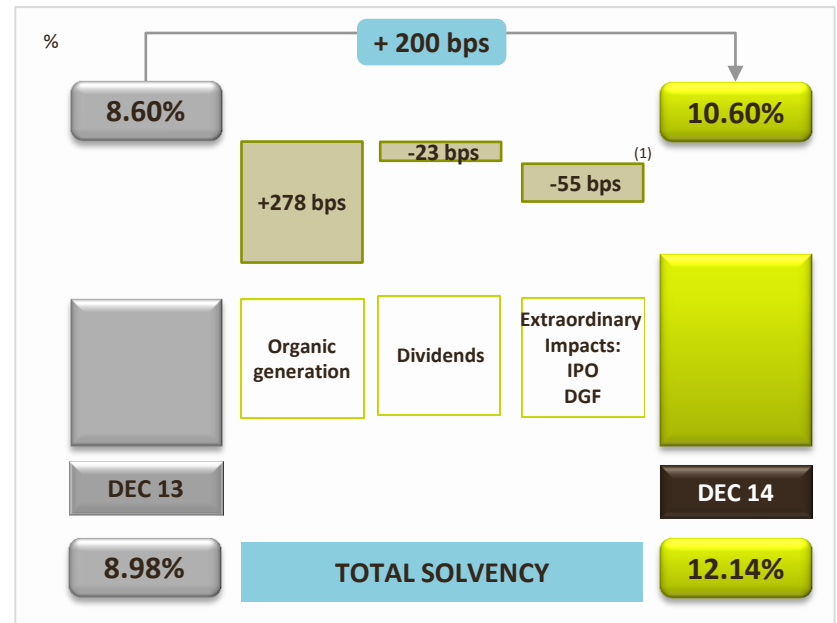 %
+ 200 bps
8.60%
10.60%
+278 bps
-23 bps
(1)
-55 bps
Organic
generation
Dividends
Extraordinary
Impacts:
IPO
DGF
DEC 13
DEC 14
8.98%
TOTAL SOLVENCY
12.14%